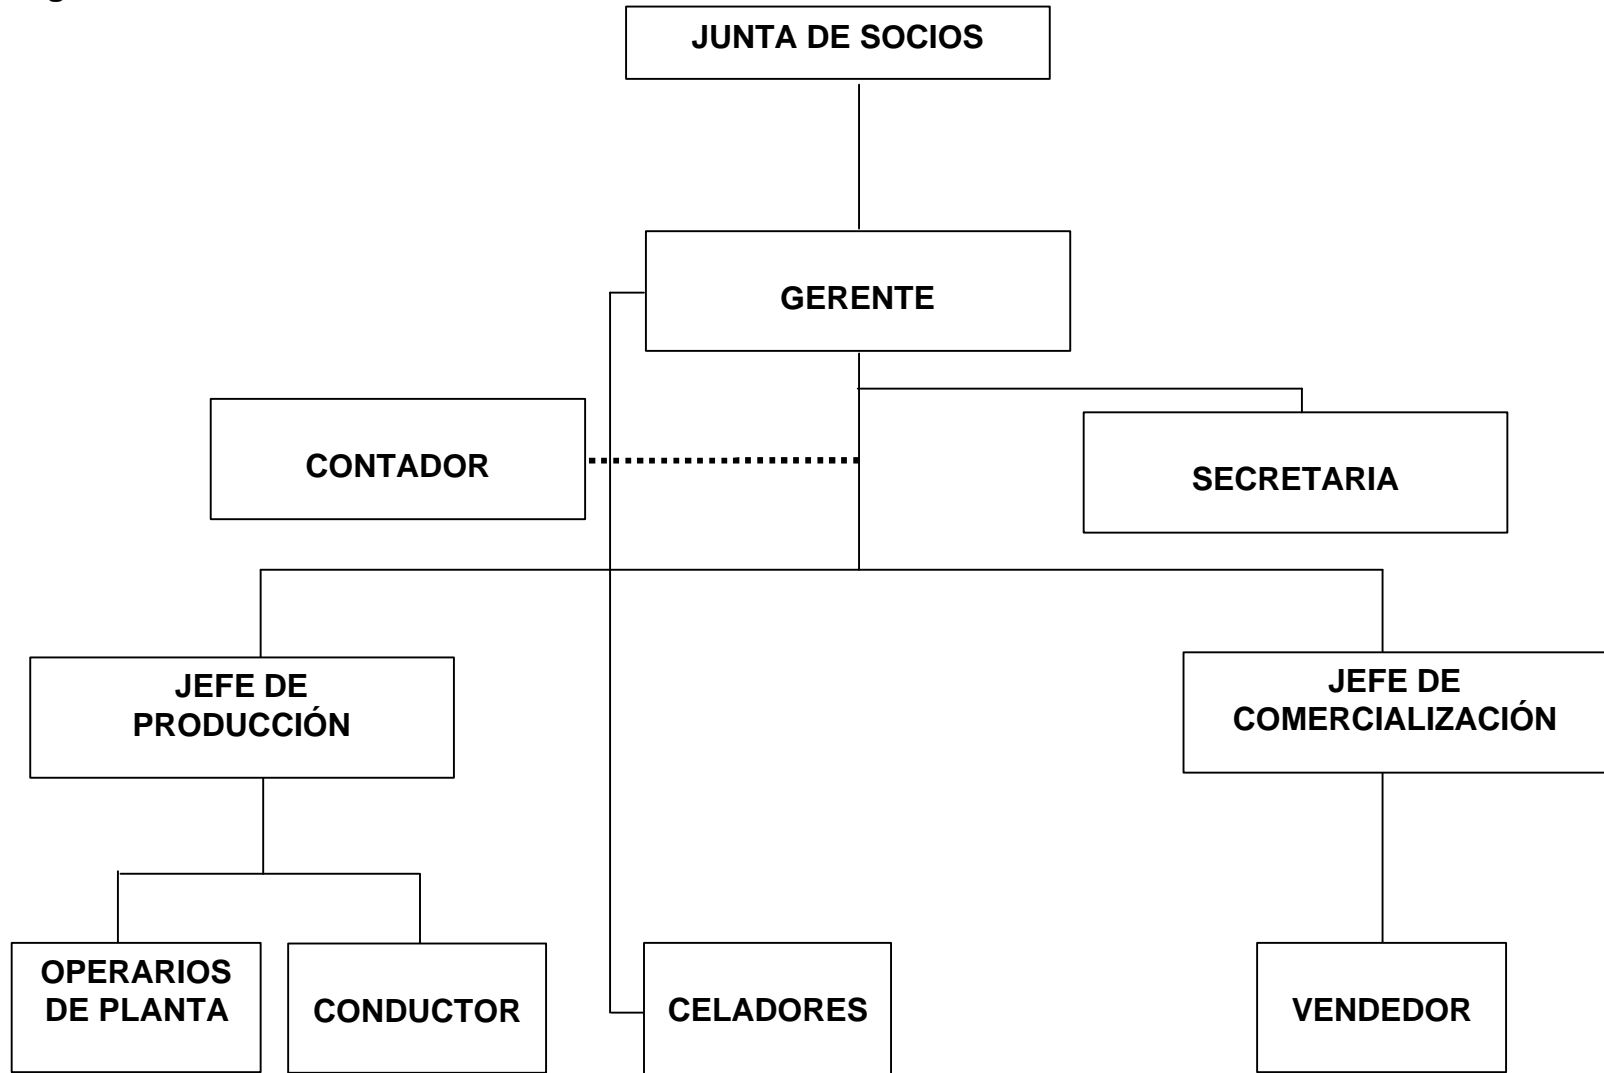 JUNTA DE SOCIOS
GERENTE
CONTADOR
SECRETARIA
JEFE DE
PRODUCCIÓN
JEFE DE
COMERCIALIZACIÓN
OPERARIOS
DE PLANTA
CONDUCTOR
CELADORES
VENDEDOR